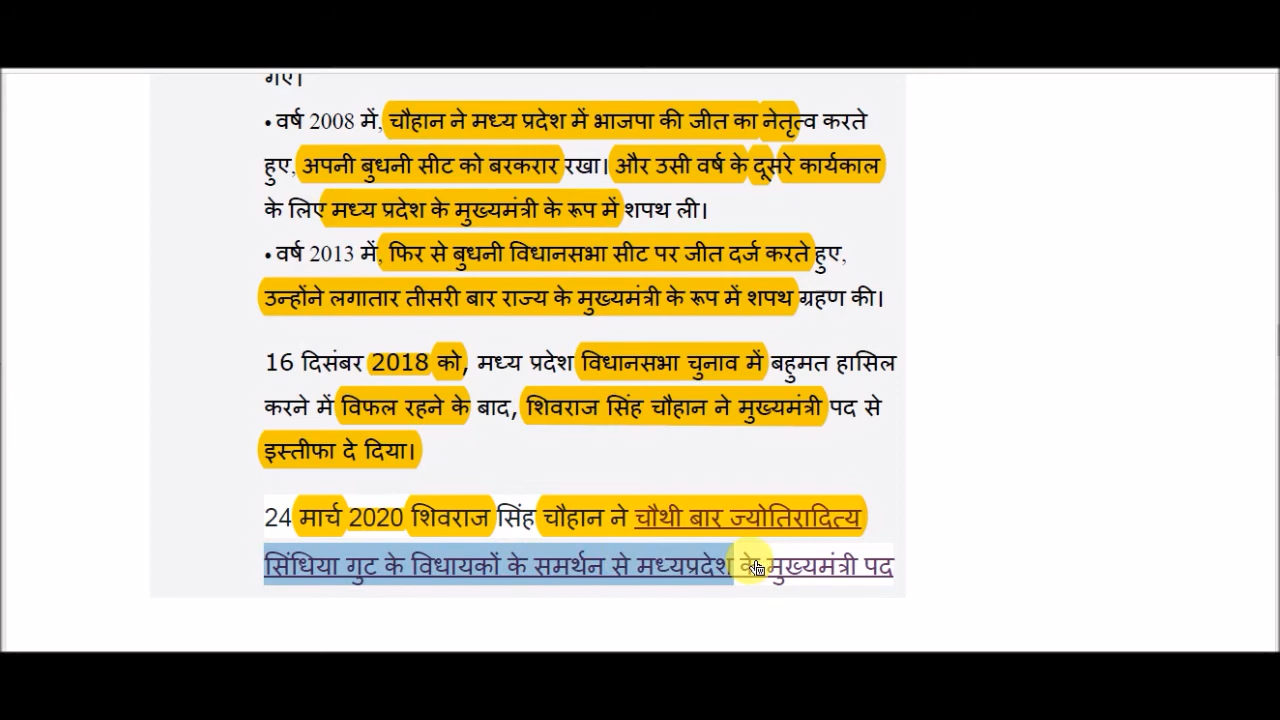 गए।
• वर्ष 2008 में, चौहान ने मध्य प्रदेश में भाजपा की जीत का नेतृत्व करते
हुए, अपनी बुधनी सीट को बरकरार रखा। और उसी वर्ष के दूसरे कार्यकाल
के लिए मध्य प्रदेश के मुख्यमंत्री के रूप में शपथ ली।
• वर्ष 2013 में, फिर से बुधनी विधानसभा सीट पर जीत दर्ज करते हुए,
उन्होंने लगातार तीसरी बार राज्य के मुख्यमंत्री के रूप में शपथ ग्रहण की।
16 दिसंबर 2018 को, मध्य प्रदेश विधानसभा चुनाव में बहुमत हासिल
करने में विफल रहने के बाद, शिवराज सिंह चौहान ने मुख्यमंत्री पद से
इस्तीफा दे दिया।
24 मार्च 2020 शिवराज सिंह चौहान ने चौथी बार ज्योतिरादित्य
सिंधिया गुट के विधायकों के समर्थन से मध्यप्रदेश के मुख्यमंत्री पद